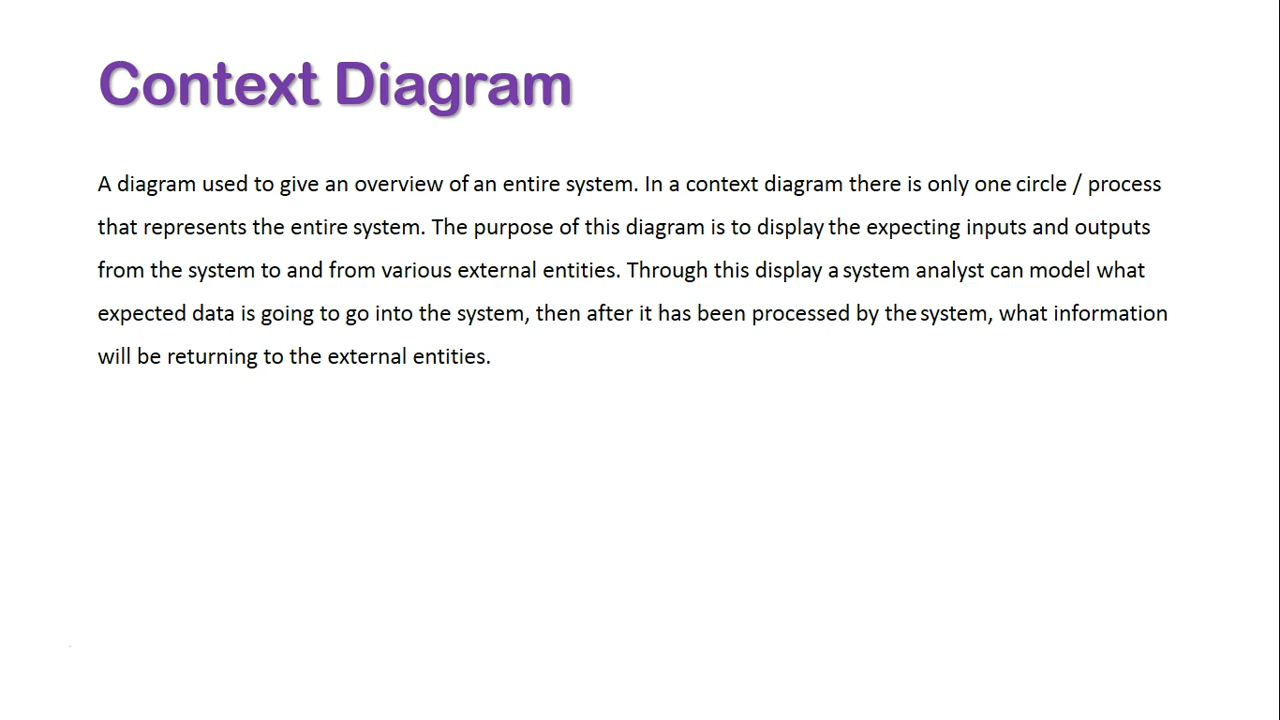 Context Diagram
A diagram used to give an overview of an entire system. In a context diagram there is only one circle / process
that represents the entire system. The purpose of this diagram is to display the expecting inputs and outputs
from the system to and from various external entities. Through this display a system analyst can model what
expected data is going to go into the system, then after it has been processed by the system, what information
will be returning to the external entities.